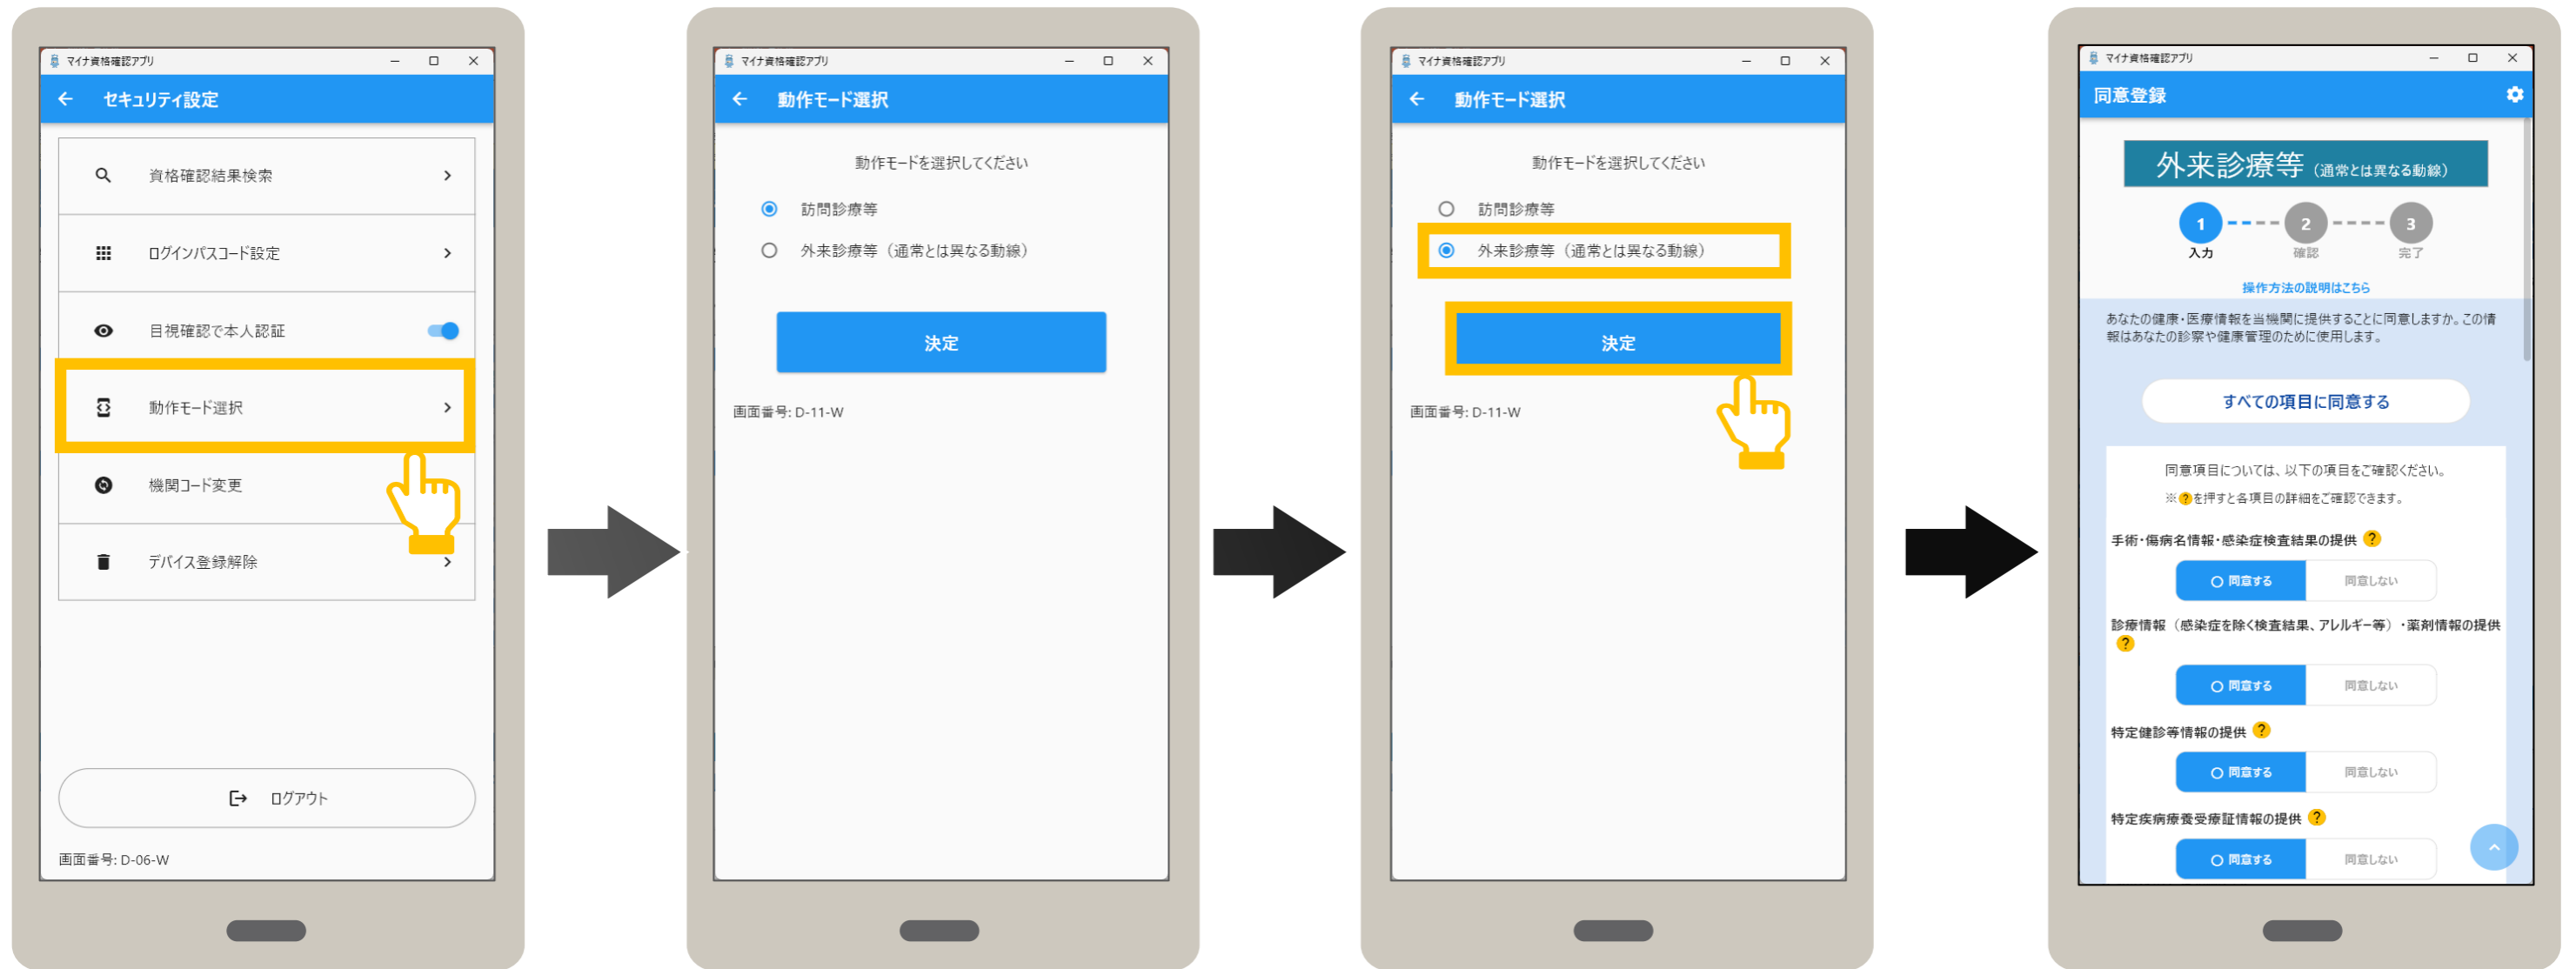 マイナ資格確認アプリ
セキュリティ設定
資格確認結果検索
ログインパスコード設定
目視確認で本人認証
動作モード選択
機関コード変更
デバイス登録解除
ログアウト
画面番号: D-06-W
マイナ資格確認アプリ
動作モード選択
動作モードを選択してください
訪問診療等
外来診療等（通常とは異なる動線）
決定
画面番号: D-11-W
マイナ資格確認アプリ
動作モード選択
動作モードを選択してください
訪問診療等
外来診療等（通常とは異なる動線）
決定
画面番号: D-11-W
マイナ資格確認アプリ
同意登録
外来診療等（通常とは異なる動線）
1 2 3
入力 確認 完了
操作方法の説明はこちら
あなたの健康・医療情報を当機関に提供することに同意しますか。この情
報はあなたの診察や健康管理のために使用します。
すべての項目に同意する
同意項目については、以下の項目をご確認ください。
※?を押すと各項目の詳細をご確認できます。
手術・傷病名情報・感染症検査結果の提供 ?
同意する 同意しない
診療情報（感染症を除く検査結果、アレルギー等）・薬剤情報の提供
?
同意する 同意しない
特定健診等情報の提供 ?
同意する 同意しない
特定疾病療養受療証情報の提供 ?
同意する 同意しない